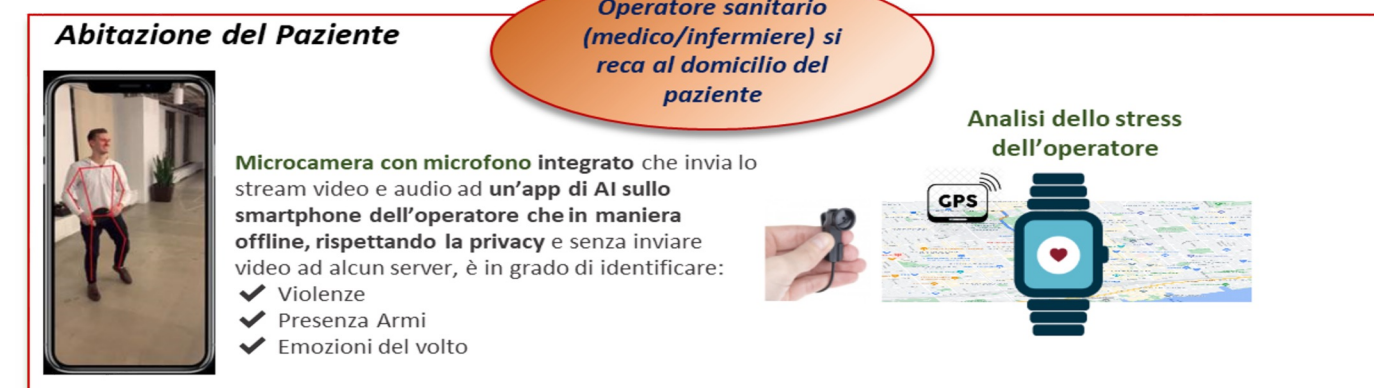 Operatore sanitario
(medico/infermiere) si
reca al domicilio del
paziente
Abitazione del Paziente
Microcamera con microfono integrato che invia lo
stream video e audio ad un’app di AI sullo
smartphone dell’operatore che in maniera
offline, rispettando la privacy e senza inviare
video ad alcun server, è in grado di identificare:
✔ Violenze
✔ Presenza Armi
✔ Emozioni del volto
Analisi dello stress
dell’operatore
GPS